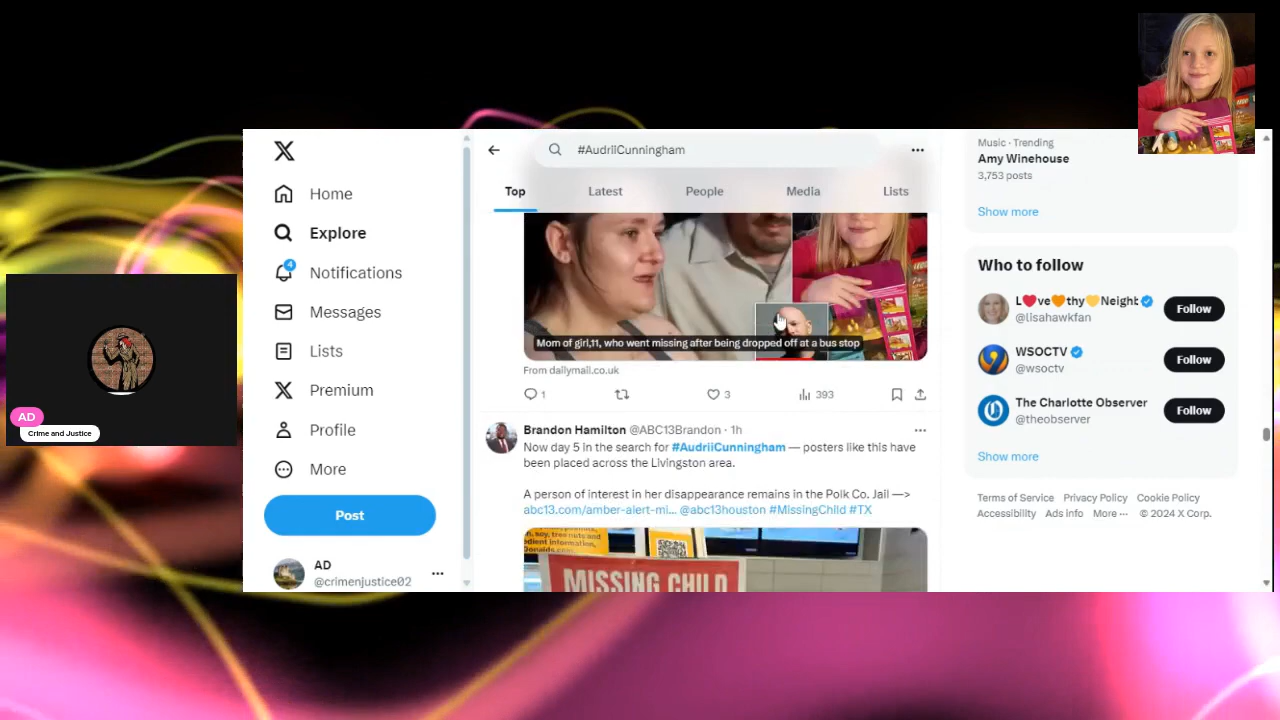 #AudriiCunningham
Top
Latest
People
Media
Lists
Home
Explore
4
Notifications
Messages
Lists
Premium
Profile
More
Post
AD
@crimenjustice02
AD
Crime and Justice
Mom of girl,11, who went missing after being dropped off at a bus stop
From dailymail.co.uk
1
3
393
Brandon Hamilton @ABC13Brandon · 1h
Now day 5 in the search for #AudriiCunningham — posters like this have
been placed across the Livingston area.
A person of interest in her disappearance remains in the Polk Co. Jail —>
abc13.com/amber-alert-mi... @abc13houston #MissingChild #TX
MISSING CHILD
Music · Trending
Amy Winehouse
3,753 posts
Show more
Who to follow
L❤️ve🧡thy💛Neighb
@lisahawkfan
Follow
WSOCTV
@wsoctv
Follow
The Charlotte Observer
@theobserver
Follow
Show more
Terms of Service Privacy Policy Cookie Policy
Accessibility Ads info More ··· © 2024 X Corp.